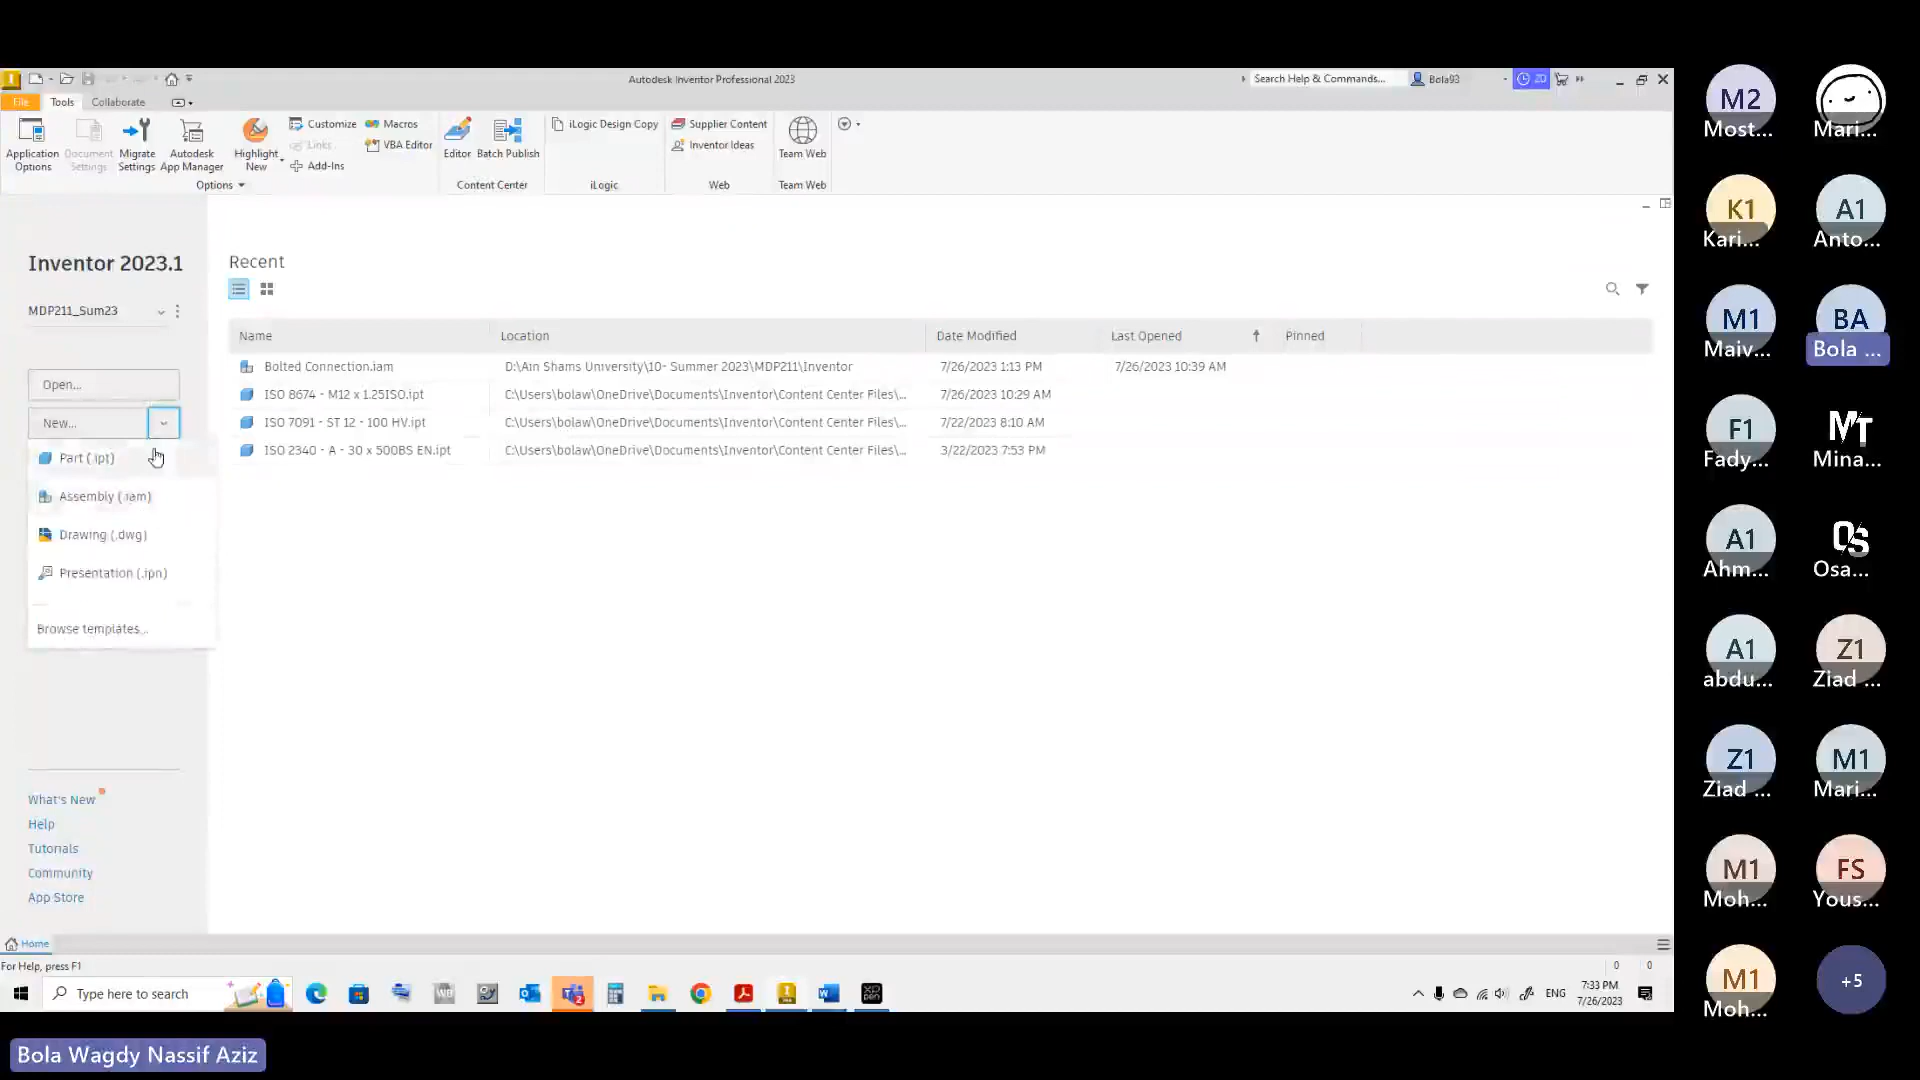 Autodesk Inventor Professional 2023
Search Help & Commands...
Bola93
File Tools Collaborate
Application Options
Document Settings
Migrate Settings
Autodesk App Manager
Highlight New
Customize
Links
Add-Ins
Macros
VBA Editor
Options
Editor
Batch Publish
Content Center
iLogic Design Copy
iLogic
Supplier Content
Inventor Ideas
Web
Team Web
Team Web
Inventor 2023.1
MDP211_Sum23
Open...
New...
Part (.ipt)
Assembly (.iam)
Drawing (.dwg)
Presentation (.ipn)
Browse templates...
What's New
Help
Tutorials
Community
App Store
Recent
Name Location Date Modified Last Opened Pinned
Bolted Connection.iam D:\Ain Shams University\10- Summer 2023\MDP211\Inventor 7/26/2023 1:13 PM 7/26/2023 10:39 AM
ISO 8674 - M12 x 1.25ISO.ipt C:\Users\bolaw\OneDrive\Documents\Inventor\Content Center Files\... 7/26/2023 10:29 AM
ISO 7091 - ST 12 - 100 HV.ipt C:\Users\bolaw\OneDrive\Documents\Inventor\Content Center Files\... 7/22/2023 8:10 AM
ISO 2340 - A - 30 x 500BS EN.ipt C:\Users\bolaw\OneDrive\Documents\Inventor\Content Center Files\... 3/22/2023 7:53 PM
Home
For Help, press F1
0 0
Type here to search
ENG
7:33 PM
7/26/2023
Bola Wagdy Nassif Aziz
M2
Most...
Mari...
K1
Kari...
A1
Anto...
M1
Maiv...
BA
Bola ...
F1
Fady...
MT
Mina...
A1
Ahm...
OS
Osa...
A1
abdu...
Z1
Ziad ...
Z1
Ziad ...
M1
Mari...
M1
Moh...
FS
Yous...
M1
Moh...
+5